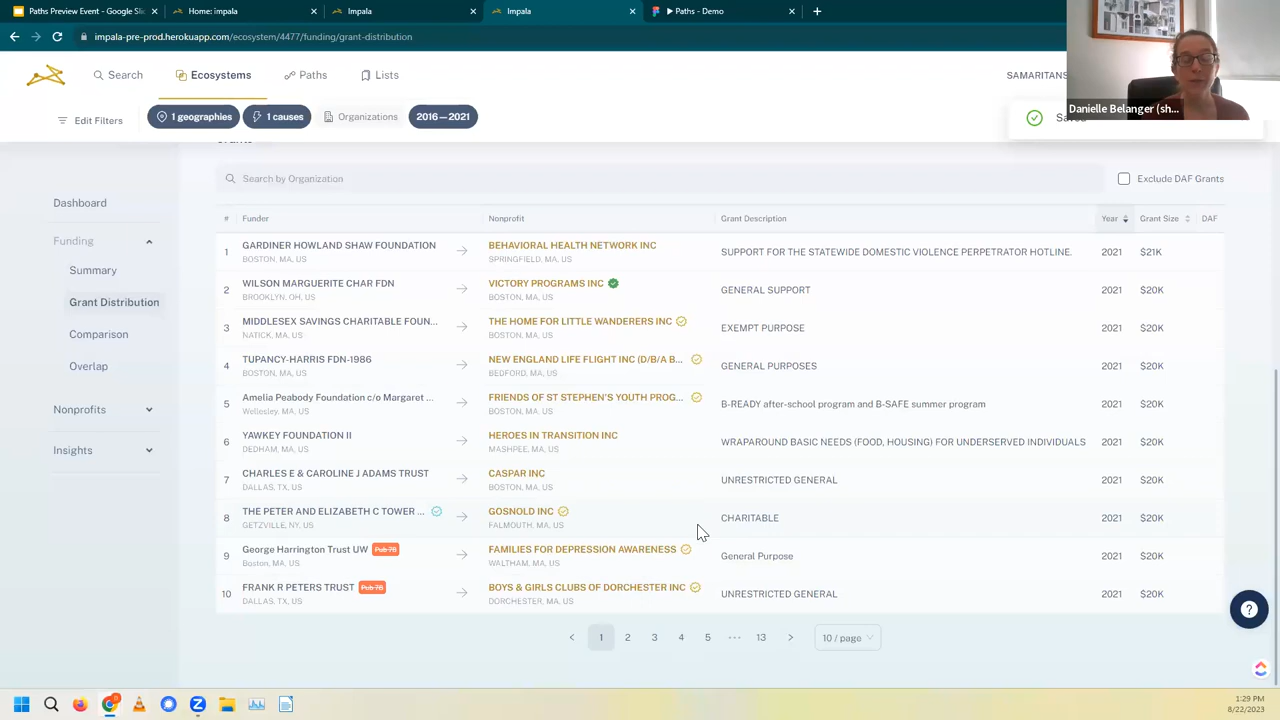 Paths Preview Event - Google Sl
Home: impala
Impala
Impala
Paths - Demo
impala-pre-prod.herokuapp.com/ecosystem/4477/funding/grant-distribution
Search
Ecosystems
Paths
Lists
SAMARITANS
Edit Filters
1 geographies
1 causes
Organizations
2016—2021
Danielle Belanger (sh...
Search by Organization
Exclude DAF Grants
Dashboard
Funding
Summary
Grant Distribution
Comparison
Overlap
Nonprofits
Insights
# Funder Nonprofit Grant Description Year Grant Size DAF
1 GARDINER HOWLAND SHAW FOUNDATION BEHAVIORAL HEALTH NETWORK INC SUPPORT FOR THE STATEWIDE DOMESTIC VIOLENCE PERPETRATOR HOTLINE. 2021 $21K
BOSTON, MA, US SPRINGFIELD, MA, US
2 WILSON MARGUERITE CHAR FDN VICTORY PROGRAMS INC GENERAL SUPPORT 2021 $20K
BROOKLYN, OH, US BOSTON, MA, US
3 MIDDLESEX SAVINGS CHARITABLE FOUN... THE HOME FOR LITTLE WANDERERS INC EXEMPT PURPOSE 2021 $20K
NATICK, MA, US BOSTON, MA, US
4 TUPANCY-HARRIS FDN-1986 NEW ENGLAND LIFE FLIGHT INC (D/B/A B... GENERAL PURPOSES 2021 $20K
BOSTON, MA, US BEDFORD, MA, US
5 Amelia Peabody Foundation c/o Margaret ... FRIENDS OF ST STEPHEN'S YOUTH PROG... B-READY after-school program and B-SAFE summer program 2021 $20K
Wellesley, MA, US BOSTON, MA, US
6 YAWKEY FOUNDATION II HEROES IN TRANSITION INC WRAPAROUND BASIC NEEDS (FOOD, HOUSING) FOR UNDERSERVED INDIVIDUALS 2021 $20K
DEDHAM, MA, US MASHPEE, MA, US
7 CHARLES E & CAROLINE J ADAMS TRUST CASPAR INC UNRESTRICTED GENERAL 2021 $20K
DALLAS, TX, US BOSTON, MA, US
8 THE PETER AND ELIZABETH C TOWER ... GOSNOLD INC CHARITABLE 2021 $20K
GETZVILLE, NY, US FALMOUTH, MA, US
9 George Harrington Trust UW Pub 78 FAMILIES FOR DEPRESSION AWARENESS General Purpose 2021 $20K
Boston, MA, US WALTHAM, MA, US
10 FRANK R PETERS TRUST Pub 78 BOYS & GIRLS CLUBS OF DORCHESTER INC UNRESTRICTED GENERAL 2021 $20K
DALLAS, TX, US DORCHESTER, MA, US
< 1 2 3 4 5 ••• 13 > 10 / page
?
1:29 PM
8/22/2023